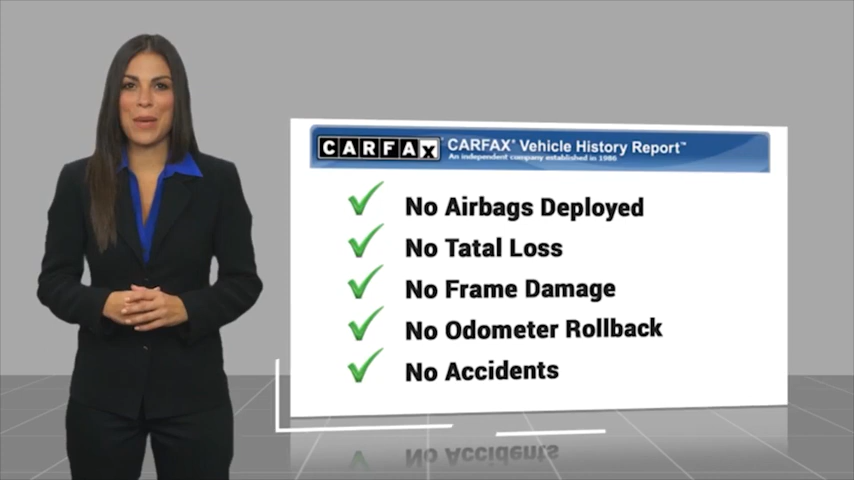 CARFAX CARFAX® Vehicle History Report™
An independent company established in 1986
No Airbags Deployed
No Tatal Loss
No Frame Damage
No Odometer Rollback
No Accidents
No Accidents